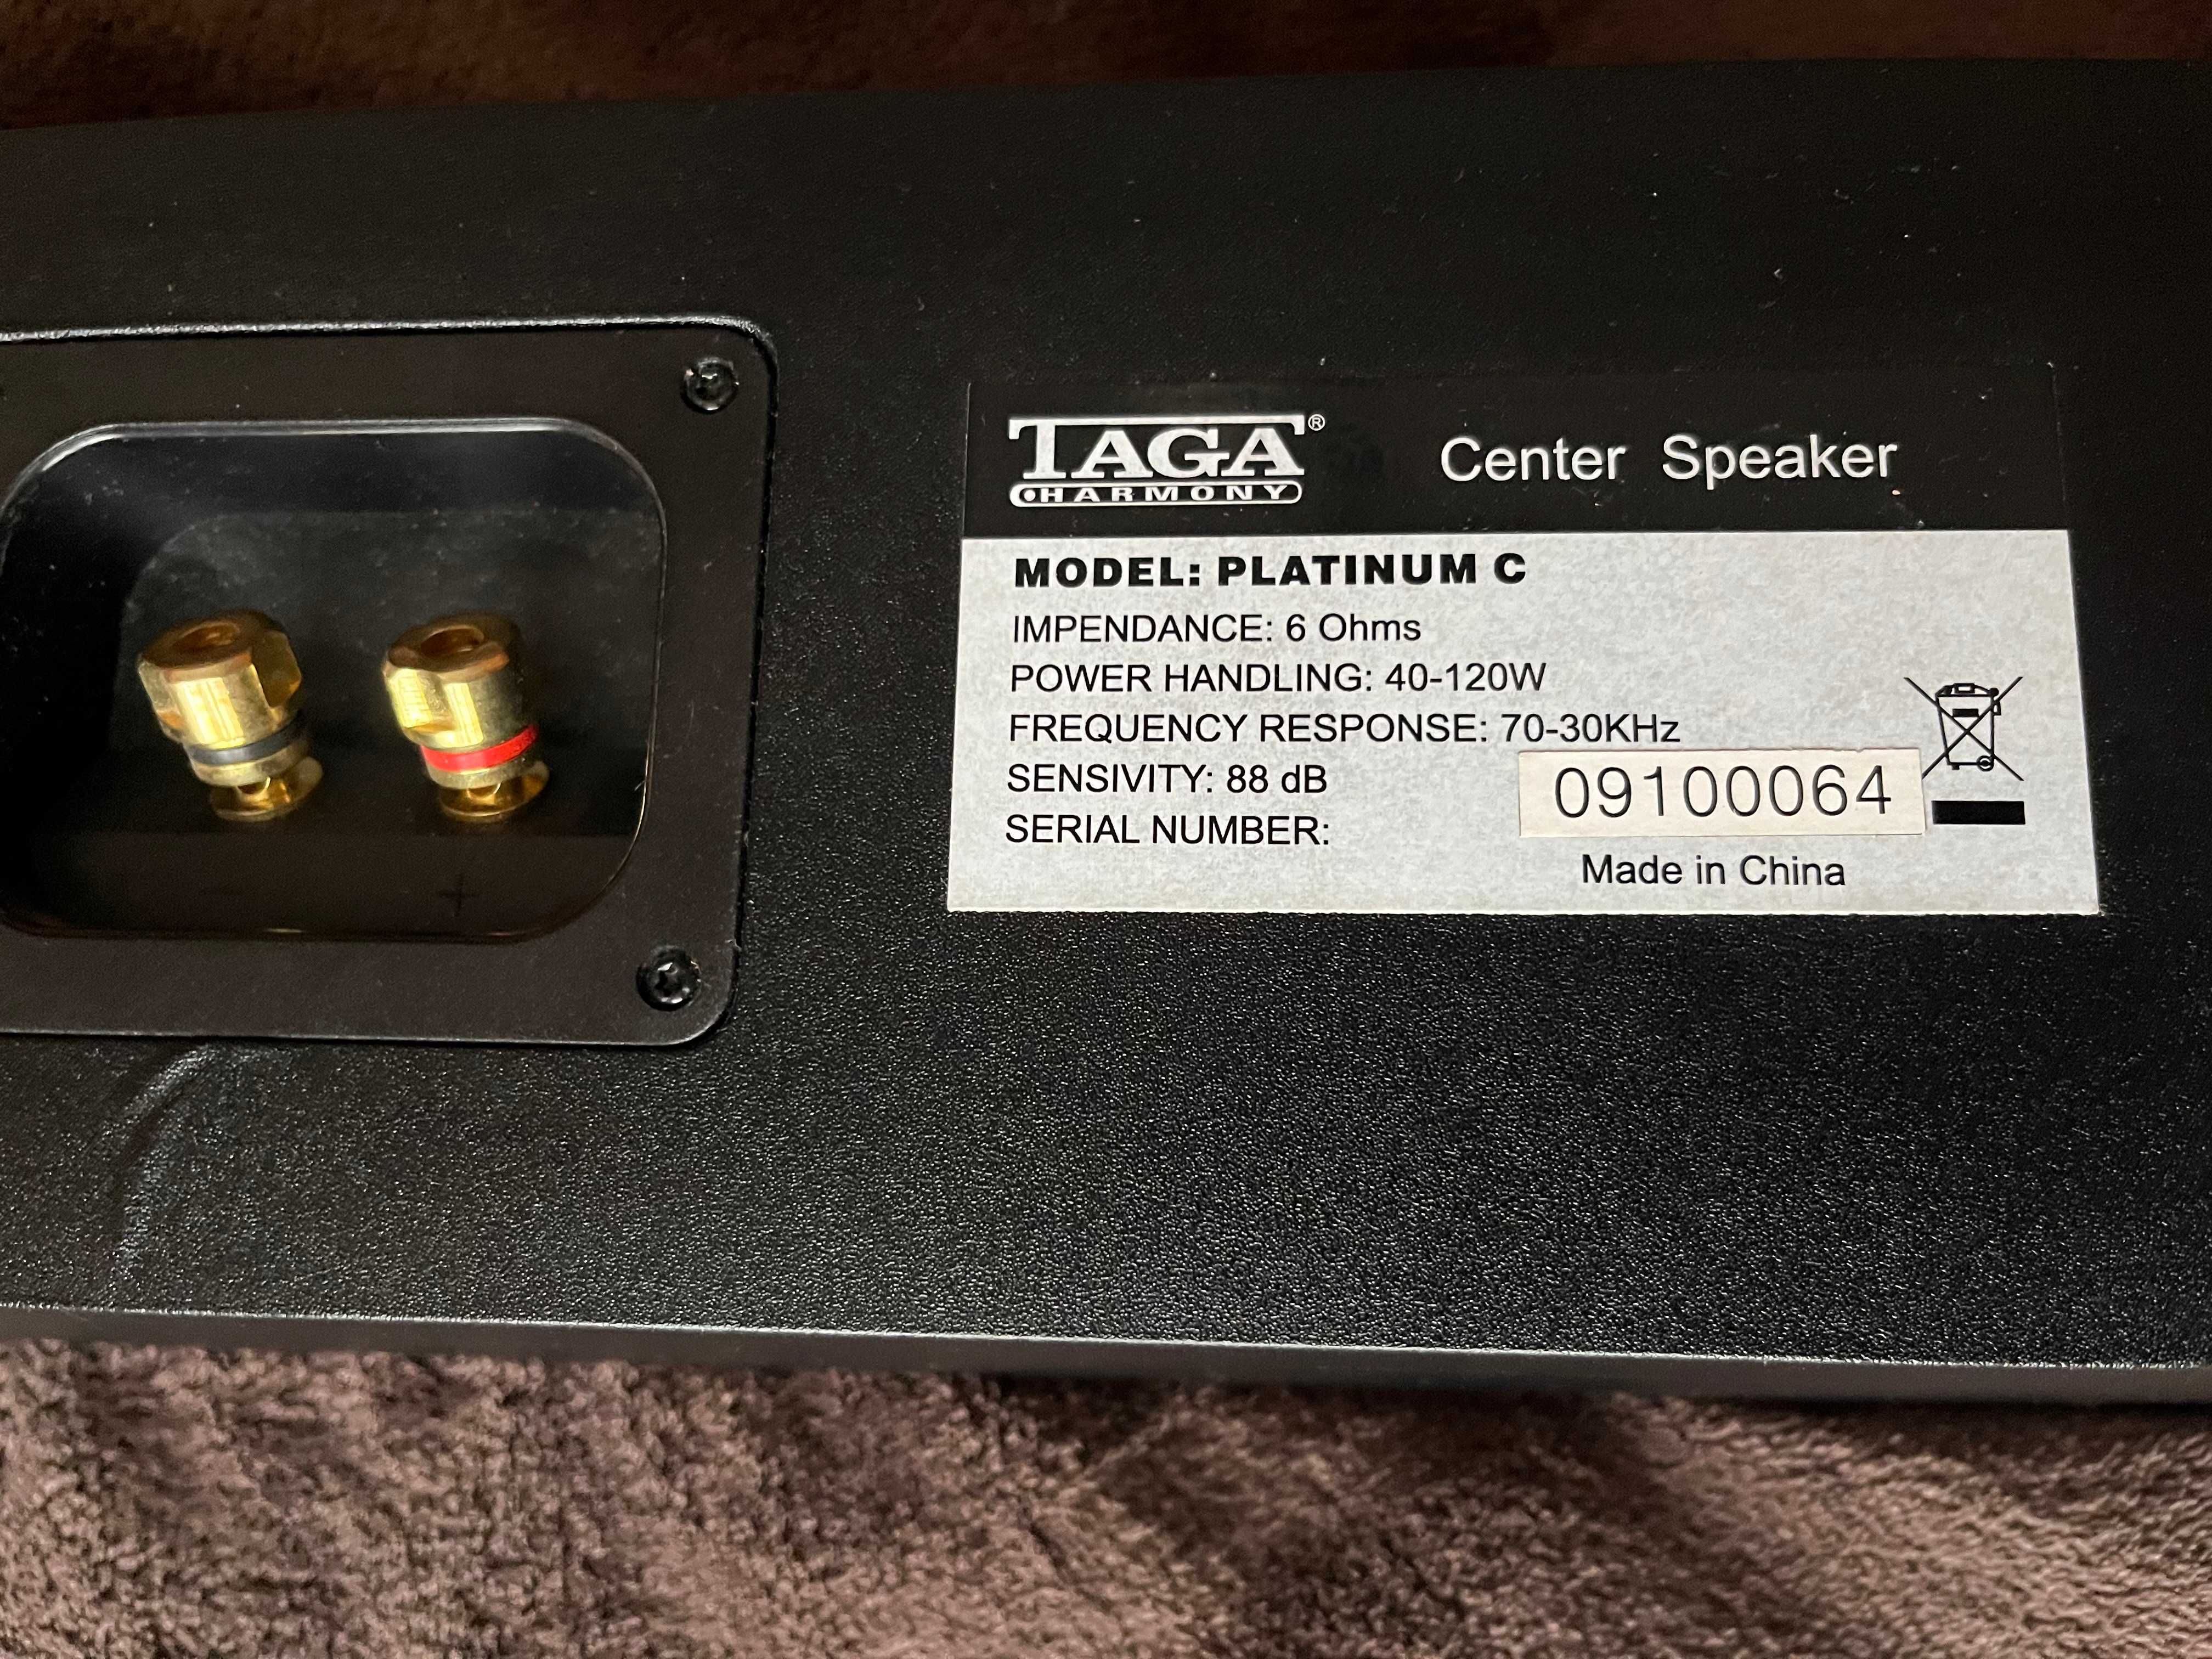 TAGA® Center Speaker
HARMONY
MODEL: PLATINUM C
IMPENDANCE: 6 Ohms
POWER HANDLING: 40-120W
FREQUENCY RESPONSE: 70-30KHz
SENSIVITY: 88 dB
SERIAL NUMBER: 09100064
Made in China
- +